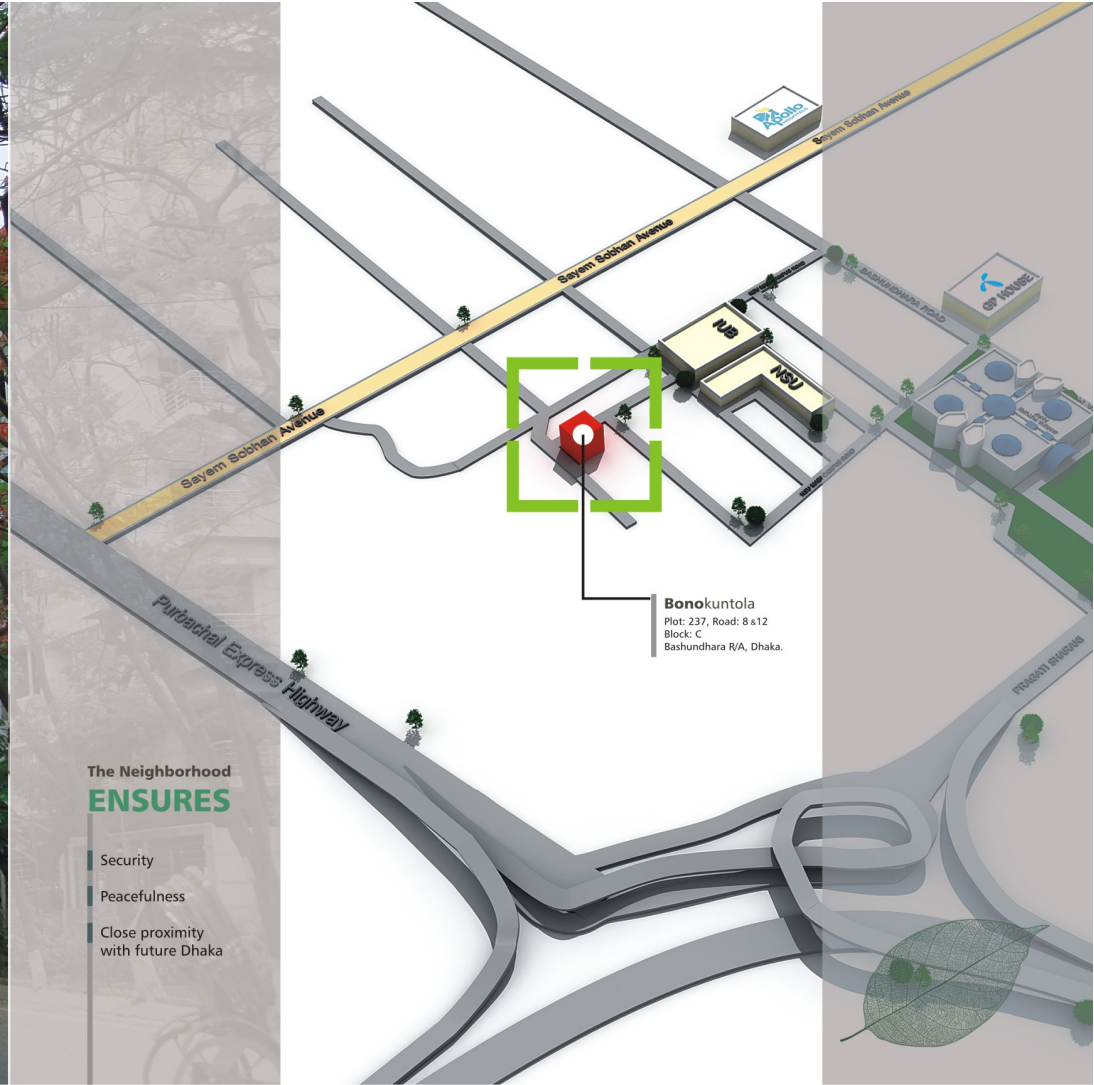 Apollo
HOSPITALS
Sayem Sobhan Avenue
Sayem Sobhan Avenue
BASHUNDHARA ROAD
GP HOUSE
IUB
NSU
Sayem Sobhan Avenue
Bonokuntola
Plot: 237, Road: 8 &12
Block: C
Bashundhara R/A, Dhaka.
Purbachal Express Highway
PRAGATI SHARANI
The Neighborhood
ENSURES
Security
Peacefulness
Close proximity
with future Dhaka